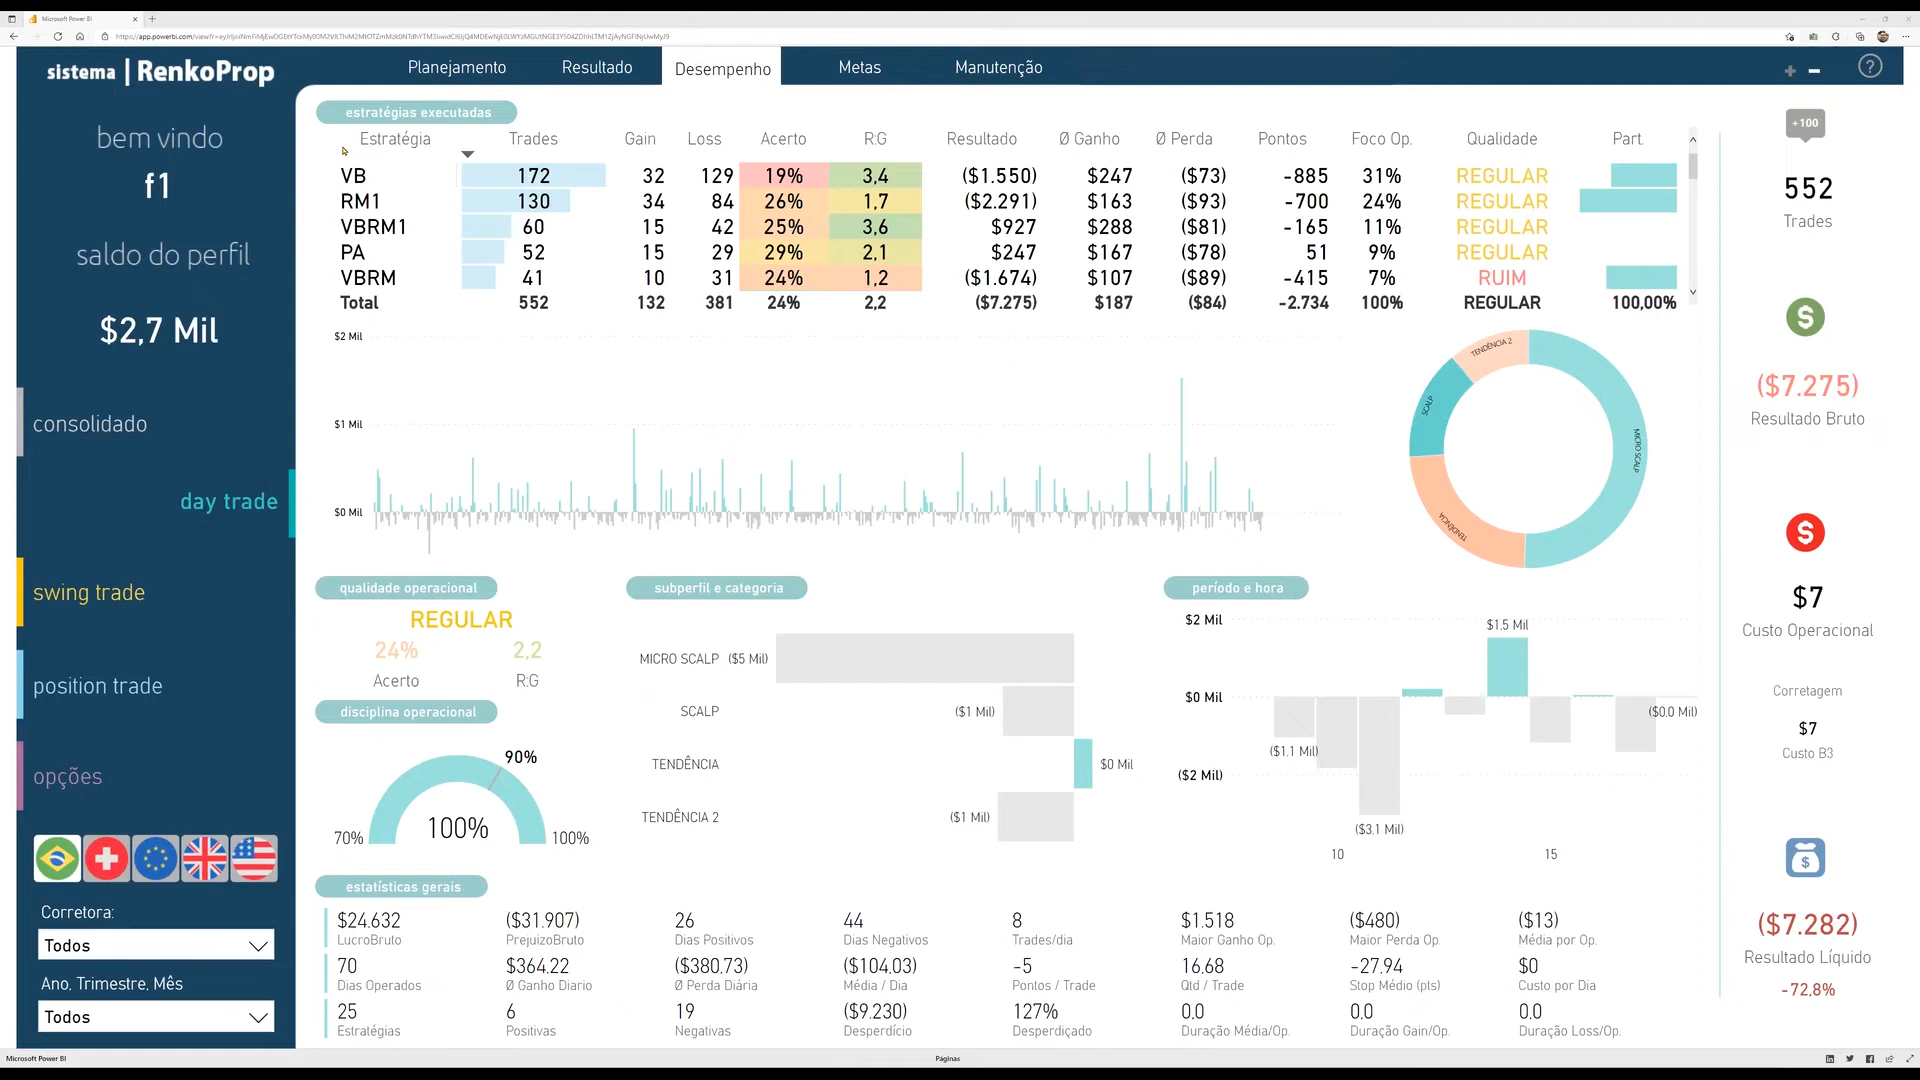 Microsoft Power BI
sistema | RenkoProp
Planejamento
Resultado
Desempenho
Metas
Manutenção
bem vindo
f1
saldo do perfil
$2,7 Mil
consolidado
day trade
swing trade
position trade
opções
Corretora:
Todos
Ano, Trimestre, Mês
Todos
estratégias executadas
Estratégia Trades Gain Loss Acerto R:G Resultado Ø Ganho Ø Perda Pontos Foco Op. Qualidade Part.
VB 172 32 129 19% 3,4 ($1.550) $247 ($73) -885 31% REGULAR
RM1 130 34 84 26% 1,7 ($2.291) $163 ($93) -700 24% REGULAR
VBRM1 60 15 42 25% 3,6 $927 $288 ($81) -165 11% REGULAR
PA 52 15 29 29% 2,1 $247 $167 ($78) 51 9% REGULAR
VBRM 41 10 31 24% 1,2 ($1.674) $107 ($89) -415 7% RUIM
Total 552 132 381 24% 2,2 ($7.275) $187 ($84) -2.734 100% REGULAR 100,00%
$2 Mil
$1 Mil
$0 Mil
TENDÊNCIA 2
SCALP
MICRO SCALP
TENDÊNCIA
qualidade operacional
REGULAR
24% 2,2
Acerto R:G
disciplina operacional
90%
100%
70% 100%
subperfil e categoria
MICRO SCALP ($5 Mil)
SCALP ($1 Mil)
TENDÊNCIA $0 Mil
TENDÊNCIA 2 ($1 Mil)
período e hora
$2 Mil
$1.5 Mil
$0 Mil
($0,0 Mil)
($1.1 Mil)
($2 Mil)
($3.1 Mil)
10 15
estatísticas gerais
$24.632 ($31.907) 26 44 8 $1.518 ($480) ($13)
LucroBruto PrejuizoBruto Dias Positivos Dias Negativos Trades/dia Maior Ganho Op. Maior Perda Op. Média por Op.
70 $364,22 ($380,73) ($104,03) -5 16,68 -27,94 $0
Dias Operados Ø Ganho Diario Ø Perda Diária Média / Dia Pontos / Trade Qtd / Trade Stop Médio (pts) Custo por Dia
25 6 19 ($9.230) 127% 0,0 0,0 0,0
Estratégias Positivas Negativas Desperdício Desperdiçado Duração Média/Op. Duração Gain/Op. Duração Loss/Op.
+100
552
Trades
($7.275)
Resultado Bruto
$7
Custo Operacional
Corretagem
$7
Custo B3
($7.282)
Resultado Líquido
-72,8%
Microsoft Power BI
Páginas